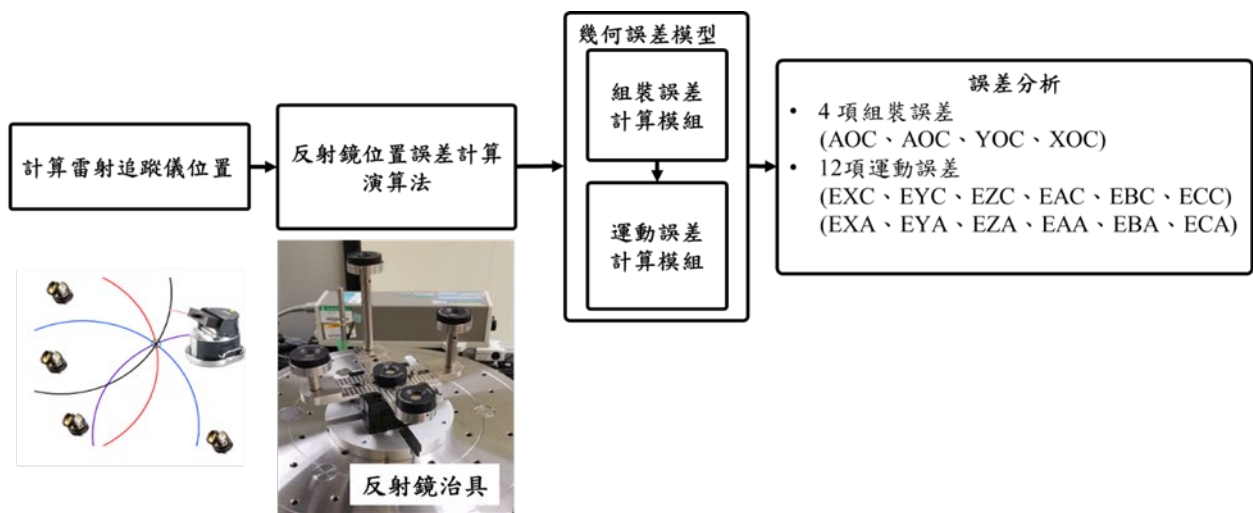 計算雷射追蹤儀位置
反射鏡位置誤差計算
演算法
幾何誤差模型
組裝誤差
計算模組
運動誤差
計算模組
誤差分析
• 4 項組裝誤差
(AOC、AOC、YOC、XOC)
• 12項運動誤差
(EXC、EYC、EZC、EAC、EBC、ECC)
(EXA、EYA、EZA、EAA、EBA、ECA)
反射鏡治具